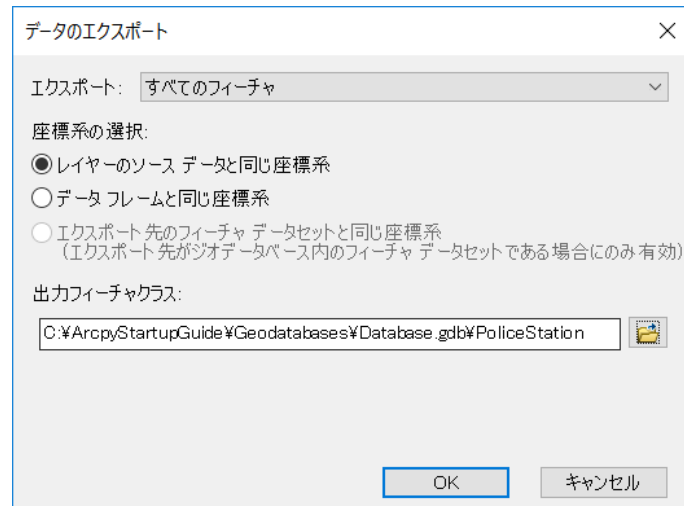 データのエクスポート
エクスポート: すべてのフィーチャ
座標系の選択:
レイヤーのソース データと同じ座標系
データ フレームと同じ座標系
エクスポート先のフィーチャ データセットと同じ座標系
(エクスポート先がジオデータベース内のフィーチャ データセットである場合にのみ有効)
出力フィーチャクラス:
C:¥ArcpyStartupGuide¥Geodatabases¥Database.gdb¥PoliceStation
OK キャンセル